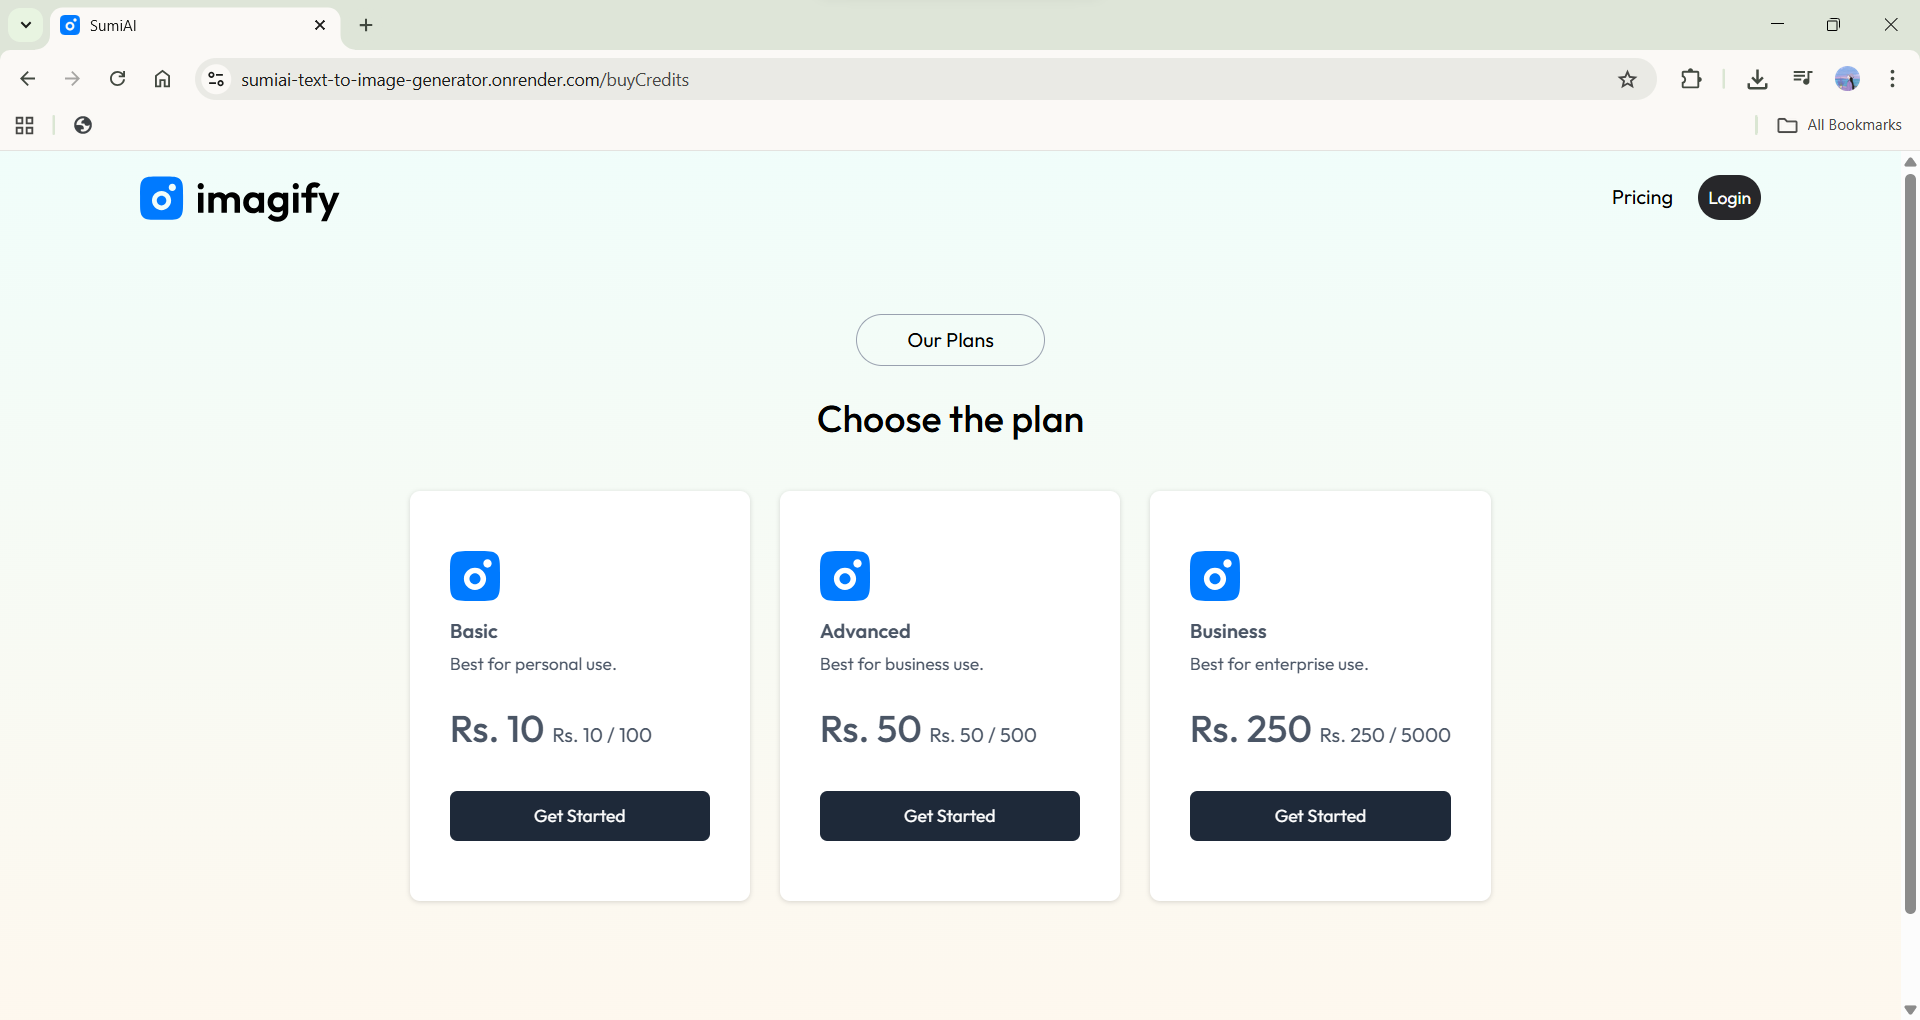 SumiAI
sumiai-text-to-image-generator.onrender.com/buyCredits
All Bookmarks
imagify
Pricing
Login
Our Plans
Choose the plan
Basic
Best for personal use.
Rs. 10 Rs. 10 / 100
Get Started
Advanced
Best for business use.
Rs. 50 Rs. 50 / 500
Get Started
Business
Best for enterprise use.
Rs. 250 Rs. 250 / 5000
Get Started